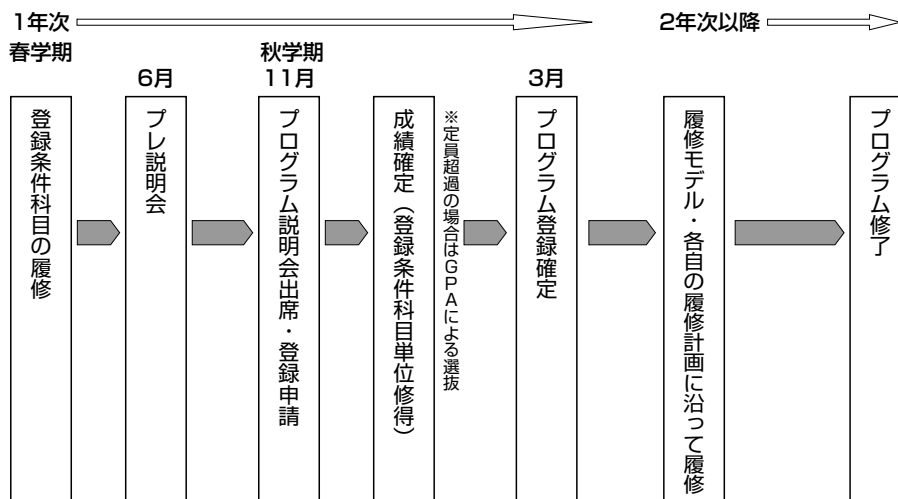 1年次
2年次以降
春学期
秋学期
6月
11月
3月
登録条件科目の履修
プレ説明会
プログラム説明会出席・登録申請
成績確定（登録条件科目単位修得）
※定員超過の場合はGPAによる選抜
プログラム登録確定
履修モデル・各自の履修計画に沿って履修
プログラム修了